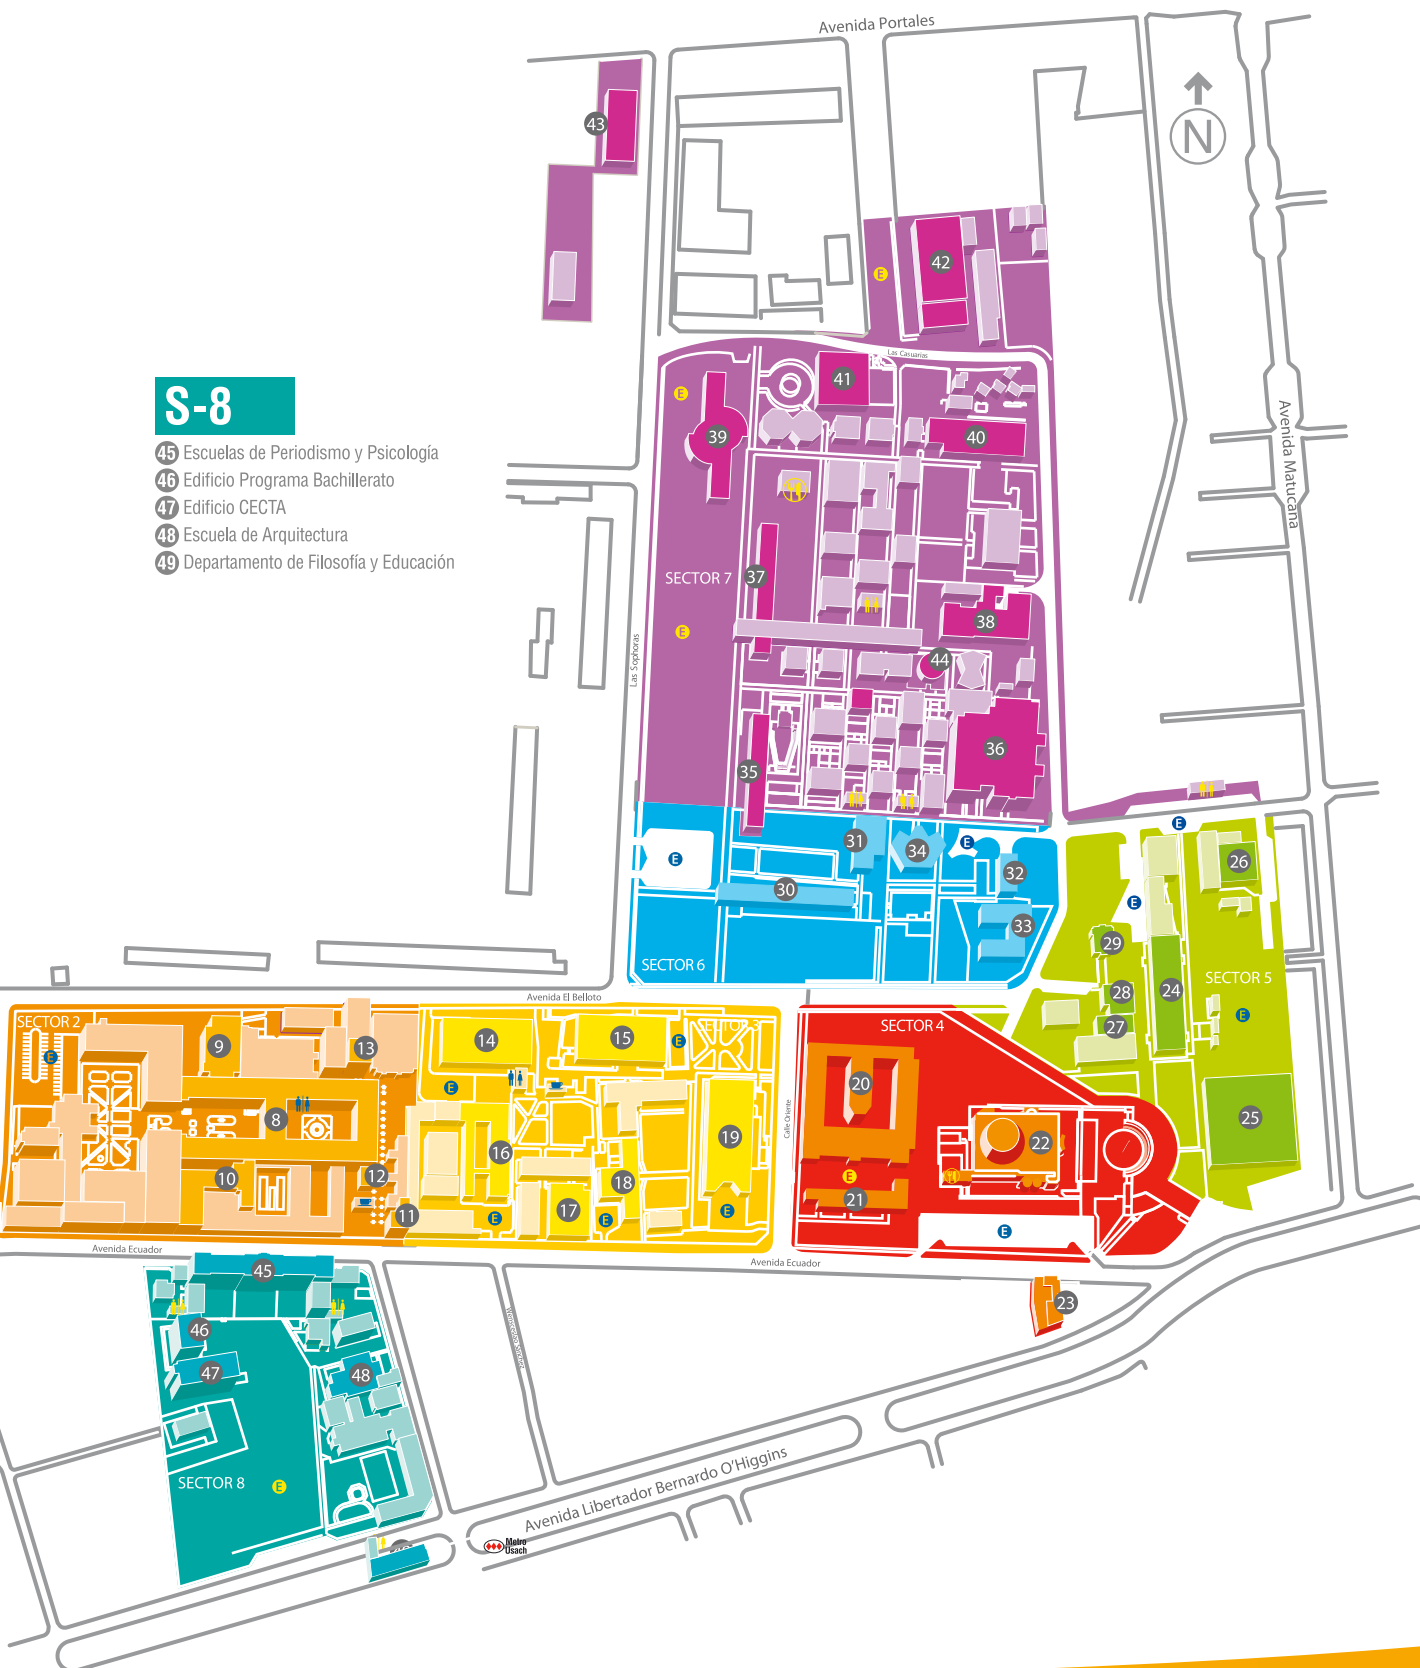 Avenida Portales
N
43
42
E
Las Casuarias
S-8
41
E
Avenida Matucana
39
40
45 Escuelas de Periodismo y Psicología
46 Edificio Programa Bachillerato
47 Edificio CECTA
48 Escuela de Arquitectura
49 Departamento de Filosofía y Educación
SECTOR 7
37
38
E
Las Sophoras
44
36
35
E
31
34
E
32
26
E
30
E
33
29
SECTOR 6
SECTOR 5
24
28
Avenida El Belloto
SECTOR 2
SECTOR 4
27
E
9
13
14
15
E
E
20
E
8
Calle Oriente
25
19
22
16
10
12
E
18
21
11
17
E
E
E
E
Avenida Ecuador
Avenida Ecuador
45
23
46
47
48
SECTOR 8
E
Avenida Libertador Bernardo O'Higgins
Metro
Usach